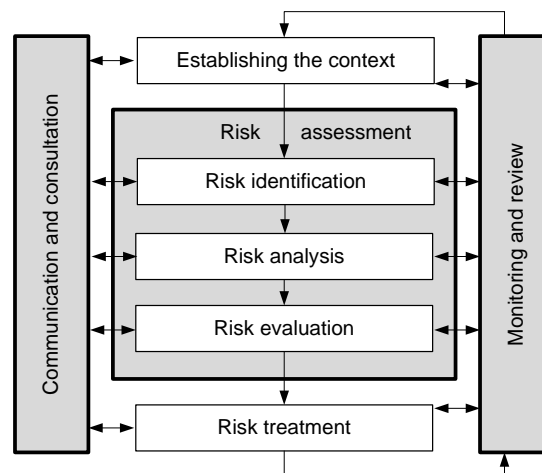 Establishing the context
Communication and consultation
Risk assessment
Risk identification
Risk analysis
Risk evaluation
Risk treatment
Monitoring and review